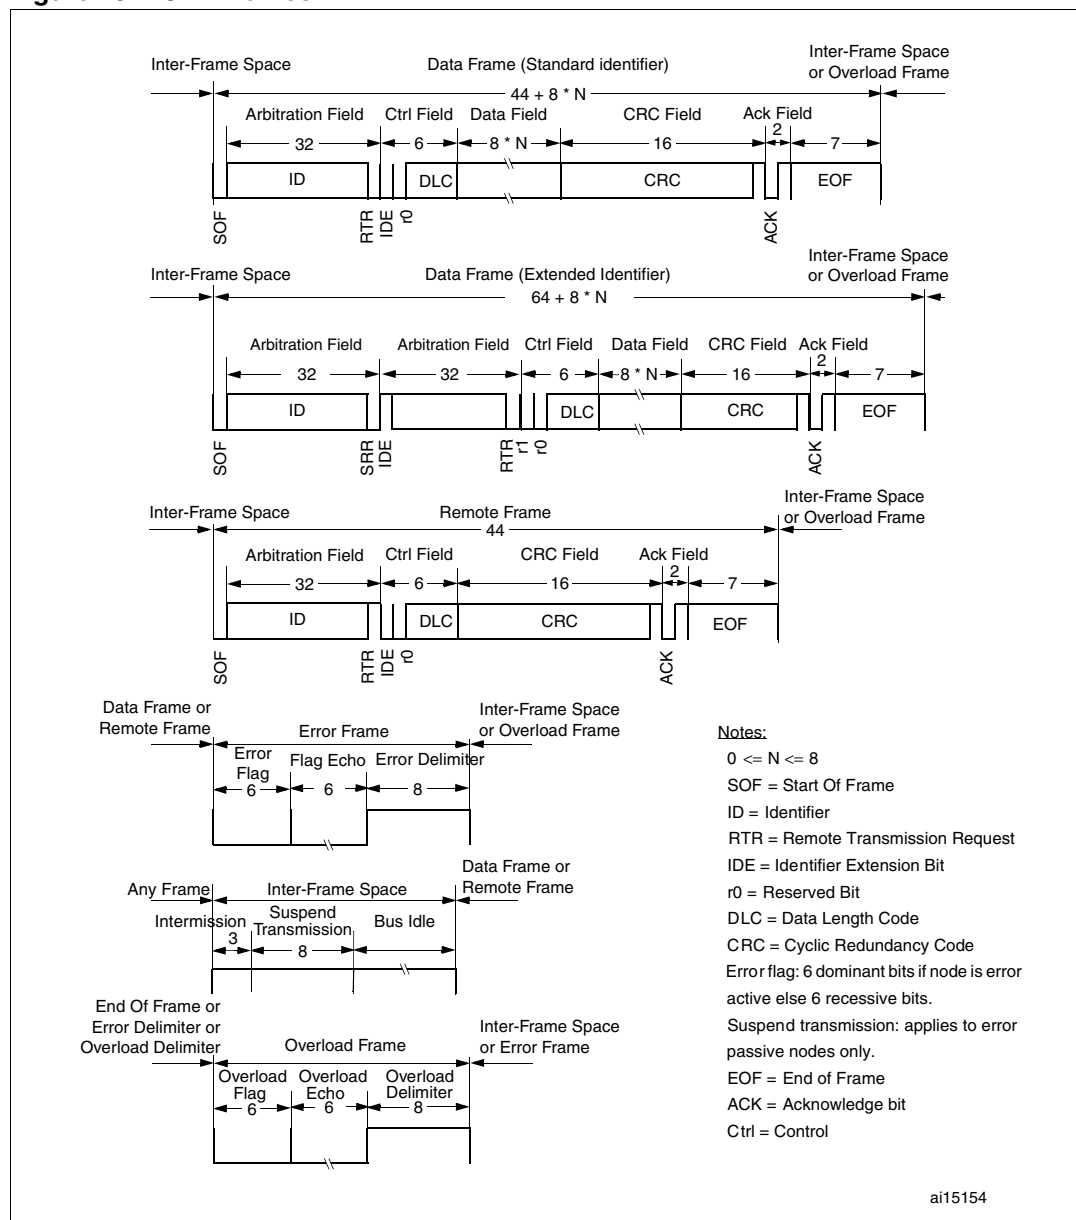 Inter-Frame Space
Data Frame (Standard identifier)
Inter-Frame Space
or Overload Frame
44 + 8 * N
Arbitration Field
Ctrl Field
Data Field
CRC Field
Ack Field
32
6
8 * N
16
2
7
ID
DLC
CRC
EOF
SOF
RTR
IDE
r0
ACK
Inter-Frame Space
Data Frame (Extended Identifier)
Inter-Frame Space
or Overload Frame
64 + 8 * N
Arbitration Field
Arbitration Field
Ctrl Field
Data Field
CRC Field
Ack Field
32
32
6
8 * N
16
2
7
ID
DLC
CRC
EOF
SOF
SRR
IDE
RTR
r1
r0
ACK
Inter-Frame Space
Remote Frame
Inter-Frame Space
or Overload Frame
44
Arbitration Field
Ctrl Field
CRC Field
Ack Field
32
6
16
2
7
ID
DLC
CRC
EOF
SOF
RTR
IDE
r0
ACK
Data Frame or
Remote Frame
Error Frame
Inter-Frame Space
or Overload Frame
Error
Flag
Flag Echo
Error Delimiter
6
6
8
Any Frame
Inter-Frame Space
Data Frame or
Remote Frame
Intermission
3
Suspend
Transmission
8
Bus Idle
End Of Frame or
Error Delimiter or
Overload Delimiter
Overload Frame
Inter-Frame Space
or Error Frame
Overload
Flag
Overload
Echo
Overload
Delimiter
6
6
8
Notes:
0 <= N <= 8
SOF = Start Of Frame
ID = Identifier
RTR = Remote Transmission Request
IDE = Identifier Extension Bit
r0 = Reserved Bit
DLC = Data Length Code
CRC = Cyclic Redundancy Code
Error flag: 6 dominant bits if node is error
active else 6 recessive bits.
Suspend transmission: applies to error
passive nodes only.
EOF = End of Frame
ACK = Acknowledge bit
Ctrl = Control
ai15154